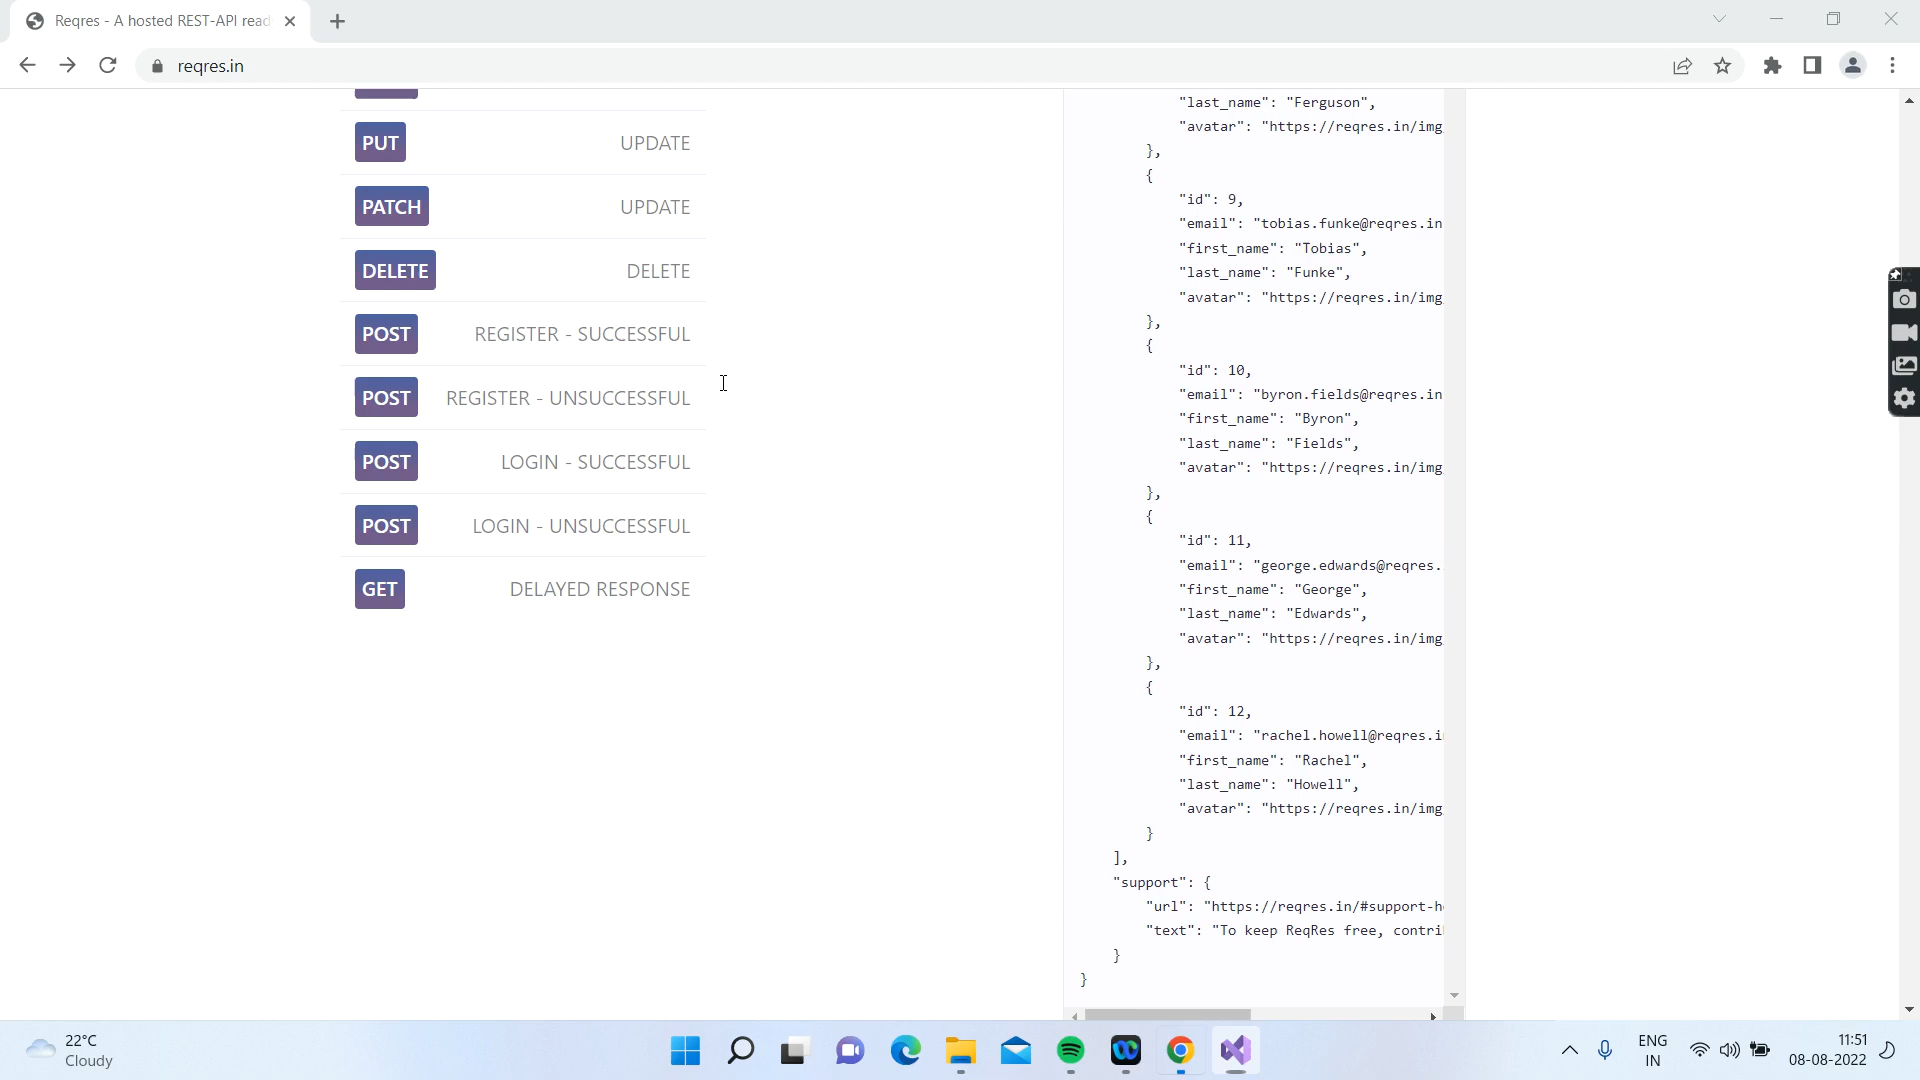 Reqres - A hosted REST-API read
reqres.in
PUT UPDATE
PATCH UPDATE
DELETE DELETE
POST REGISTER - SUCCESSFUL
POST REGISTER - UNSUCCESSFUL
POST LOGIN - SUCCESSFUL
POST LOGIN - UNSUCCESSFUL
GET DELAYED RESPONSE
"last_name": "Ferguson",
"avatar": "https://reqres.in/img
},
{
"id": 9,
"email": "tobias.funke@reqres.in
"first_name": "Tobias",
"last_name": "Funke",
"avatar": "https://reqres.in/img
},
{
"id": 10,
"email": "byron.fields@reqres.in
"first_name": "Byron",
"last_name": "Fields",
"avatar": "https://reqres.in/img
},
{
"id": 11,
"email": "george.edwards@reqres.
"first_name": "George",
"last_name": "Edwards",
"avatar": "https://reqres.in/img
},
{
"id": 12,
"email": "rachel.howell@reqres.i
"first_name": "Rachel",
"last_name": "Howell",
"avatar": "https://reqres.in/img
}
],
"support": {
"url": "https://reqres.in/#support-h
"text": "To keep ReqRes free, contri
}
}
22°C
Cloudy
ENG
IN
11:51
08-08-2022